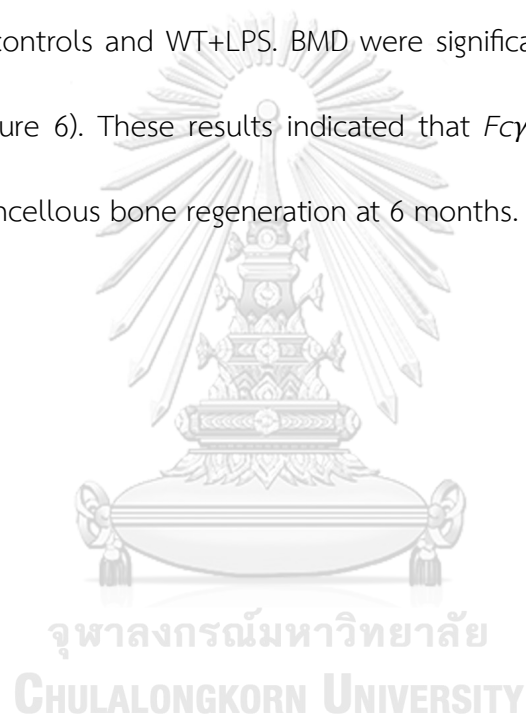 controls and WT+LPS. BMD were significa
ure 6). These results indicated that Fcγ
ncellous bone regeneration at 6 months.
จุฬาลงกรณ์มหาวิทยาลัย
CHULALONGKORN UNIVERSITY